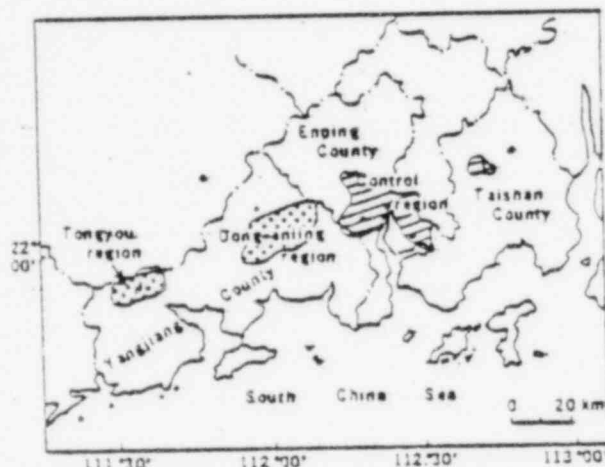 Enping
County
Control
region
Taishan
County
Tongyou
region
Dong-anling
region
County
Yangjiang
22°
00'
South China Sea
0 20 km
111°30' 112°00' 112°30' 113°00'